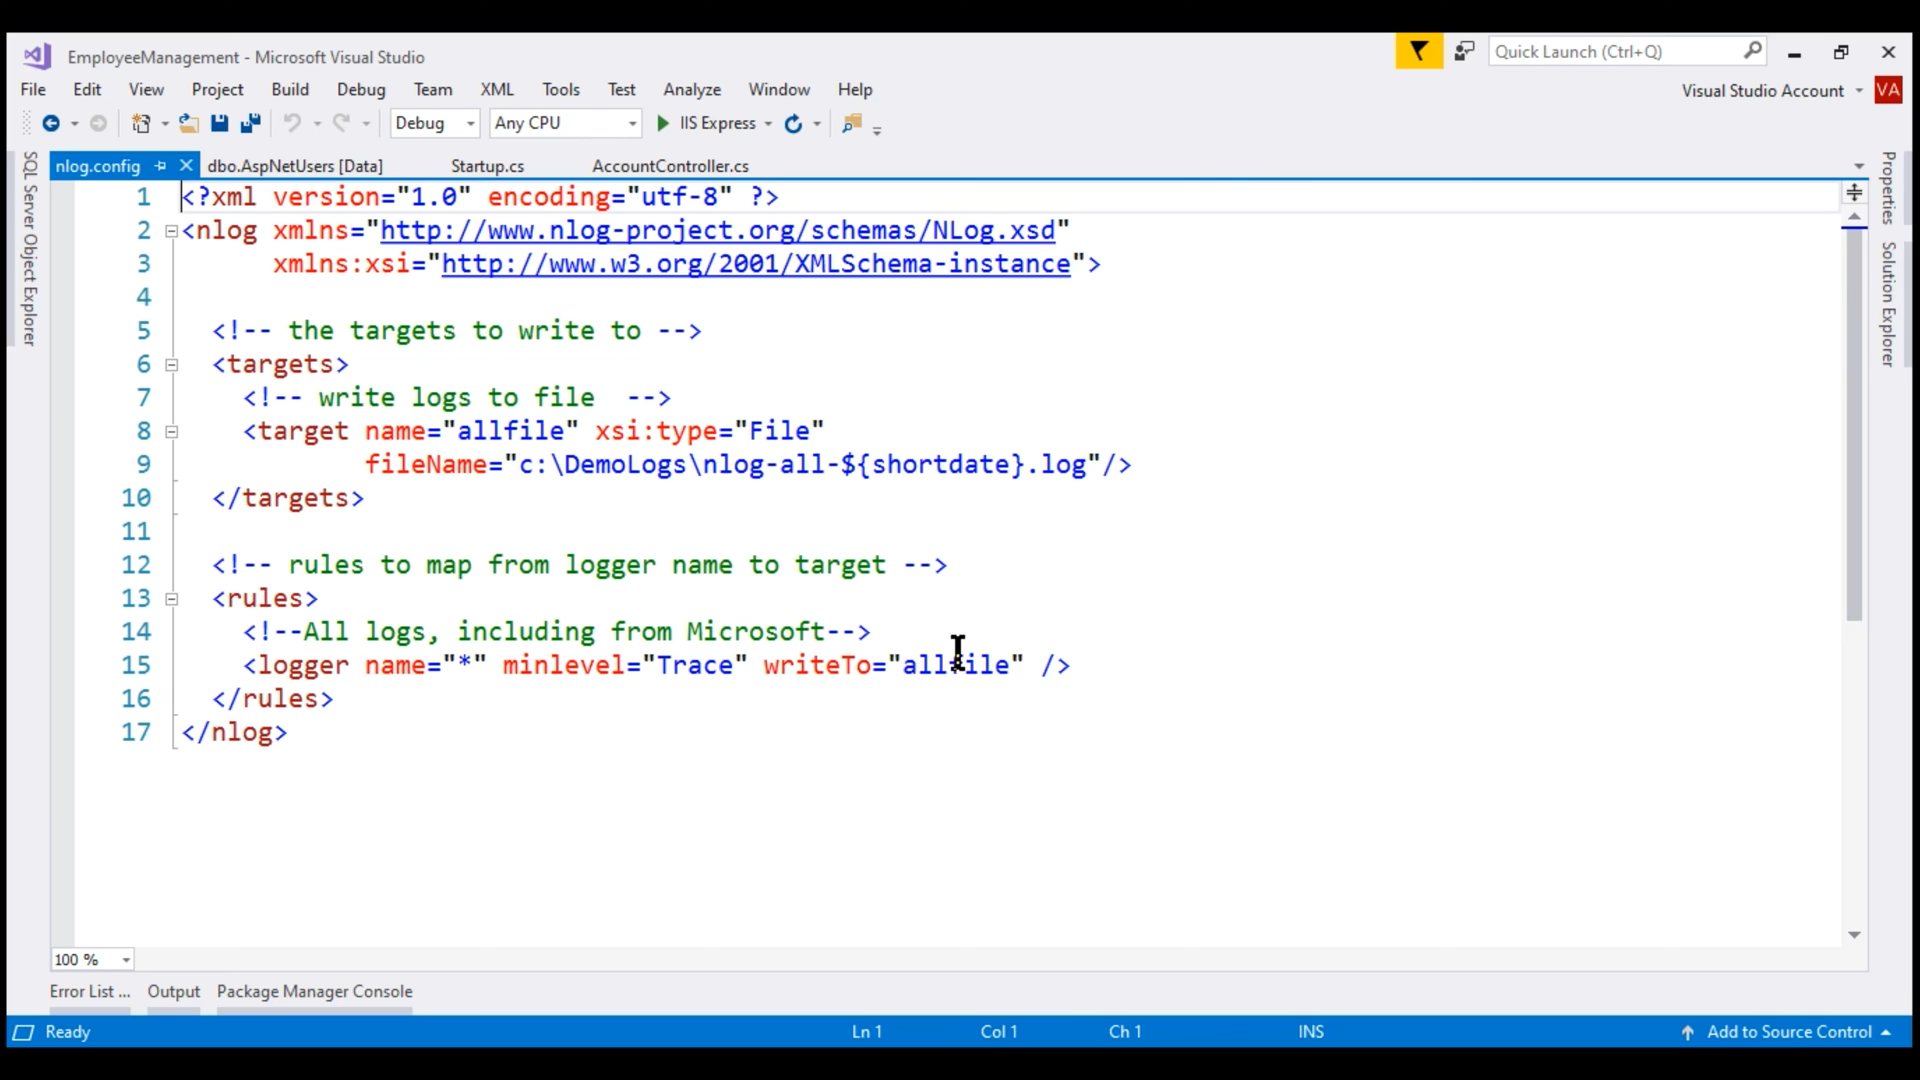 EmployeeManagement - Microsoft Visual Studio
Quick Launch (Ctrl+Q)
File Edit View Project Build Debug Team XML Tools Test Analyze Window Help
Visual Studio Account VA
Debug Any CPU IIS Express
nlog.config dbo.AspNetUsers [Data] Startup.cs AccountController.cs
SQL Server Object Explorer
Properties
Solution Explorer
1 <?xml version="1.0" encoding="utf-8" ?>
2 <nlog xmlns="http://www.nlog-project.org/schemas/NLog.xsd"
3 xmlns:xsi="http://www.w3.org/2001/XMLSchema-instance">
4
5 <!-- the targets to write to -->
6 <targets>
7 <!-- write logs to file  -->
8 <target name="allfile" xsi:type="File"
9 fileName="c:\DemoLogs\nlog-all-${shortdate}.log"/>
10 </targets>
11
12 <!-- rules to map from logger name to target -->
13 <rules>
14 <!--All logs, including from Microsoft-->
15 <logger name="*" minlevel="Trace" writeTo="allfile" />
16 </rules>
17 </nlog>
100 %
Error List ... Output Package Manager Console
Ready Ln 1 Col 1 Ch 1 INS Add to Source Control